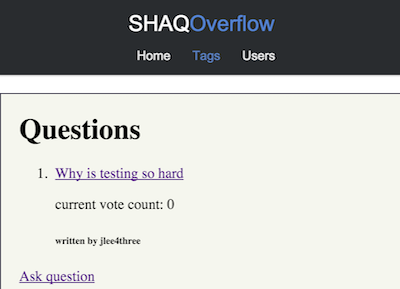 SHAQOverflow
Home Tags Users
Questions
1. Why is testing so hard
current vote count: 0
written by jlee4three
Ask question